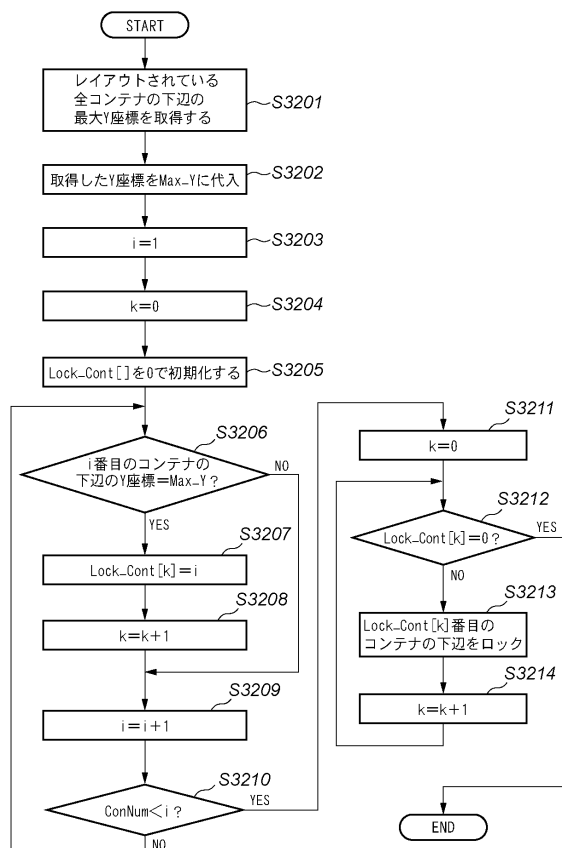 START
レイアウトされている
全コンテナの下辺の
最大Y座標を取得する
S3201
取得したY座標をMax_Yに代入
S3202
i=1
S3203
k=0
S3204
Lock_Cont[]を0で初期化する
S3205
i番目のコンテナの
下辺のY座標=Max_Y?
S3206
NO
YES
Lock_Cont[k]=i
S3207
k=k+1
S3208
i=i+1
S3209
ConNum<i?
S3210
YES
NO
k=0
S3211
Lock_Cont[k]=0?
S3212
YES
NO
Lock_Cont[k]番目の
コンテナの下辺をロック
S3213
k=k+1
S3214
END